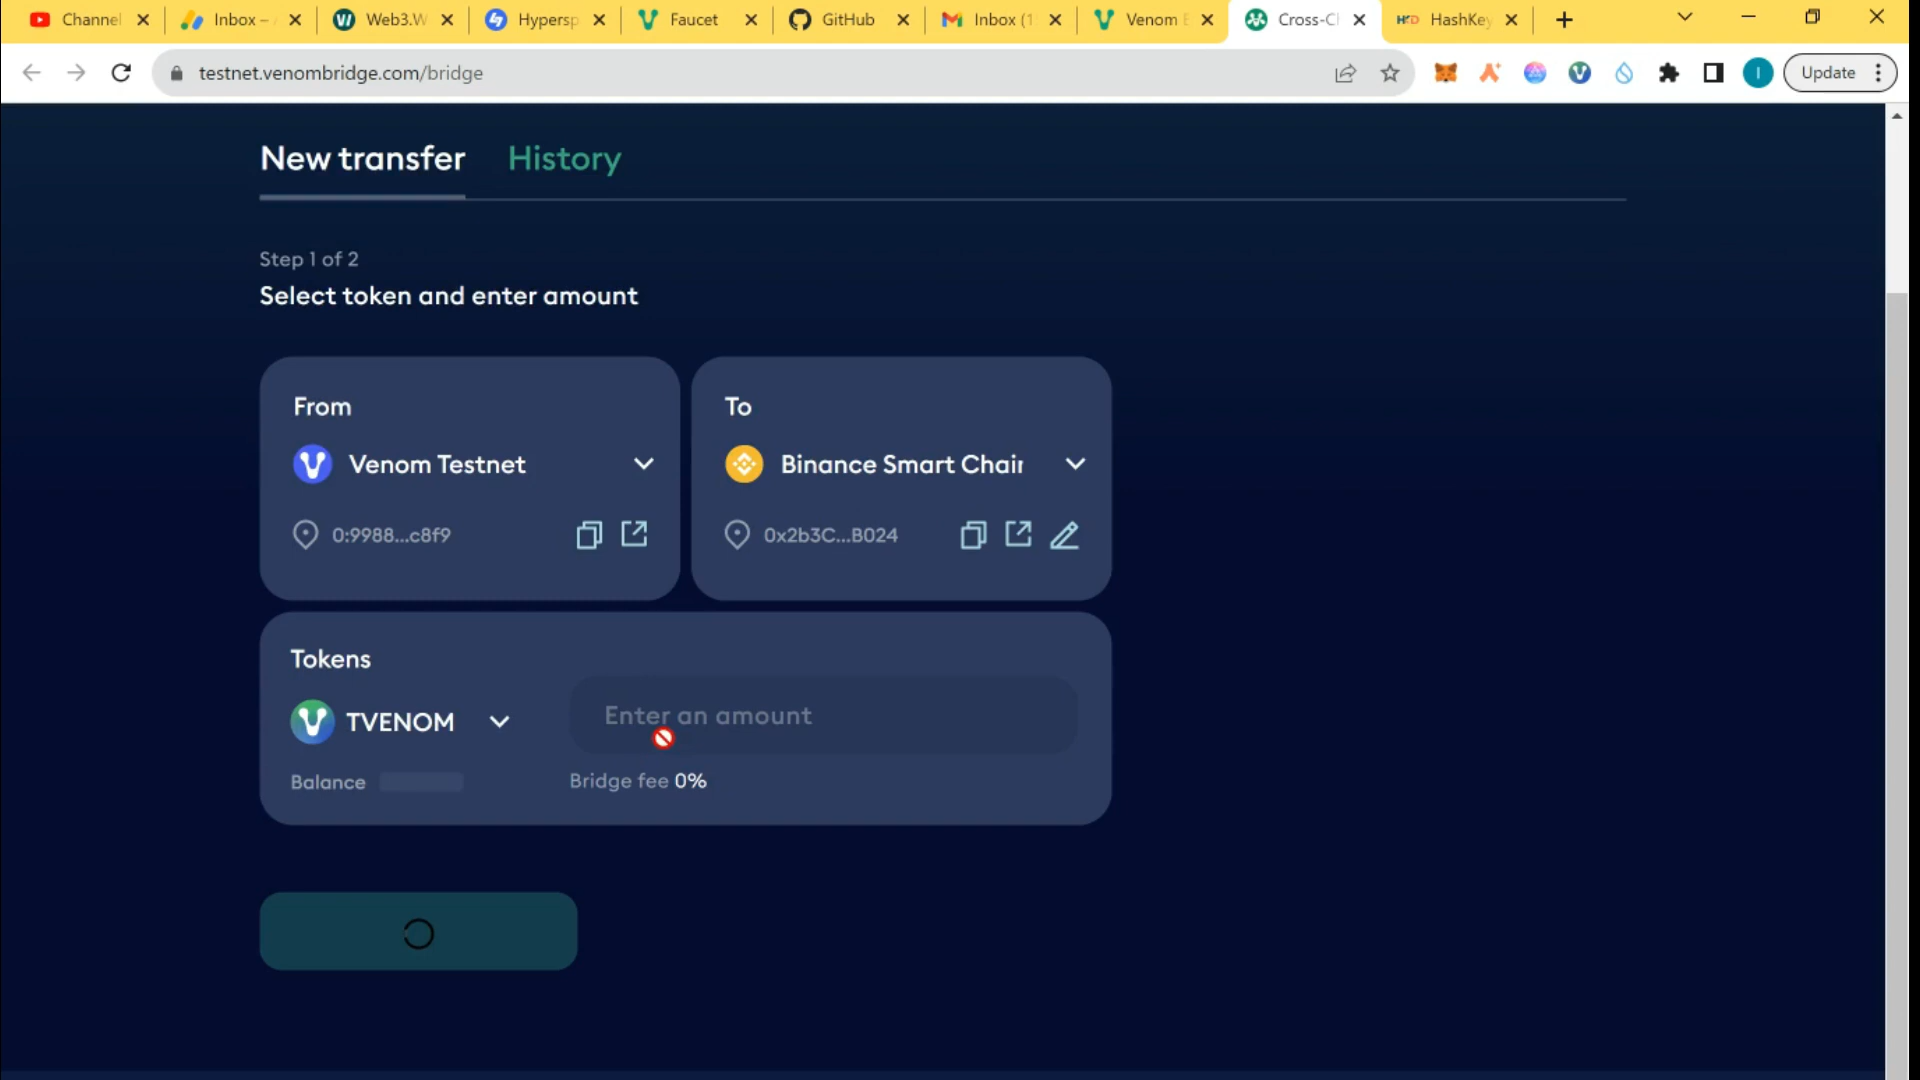 Channel
Inbox –
Web3.W
Hypersp
Faucet
GitHub
Inbox (1
Venom
Cross-C
HashKey
testnet.venombridge.com/bridge
I
Update
New transfer
History
Step 1 of 2
Select token and enter amount
From
To
Venom Testnet
Binance Smart Chair
0:9988...c8f9
0x2b3C...B024
Tokens
TVENOM
Enter an amount
Balance
Bridge fee 0%